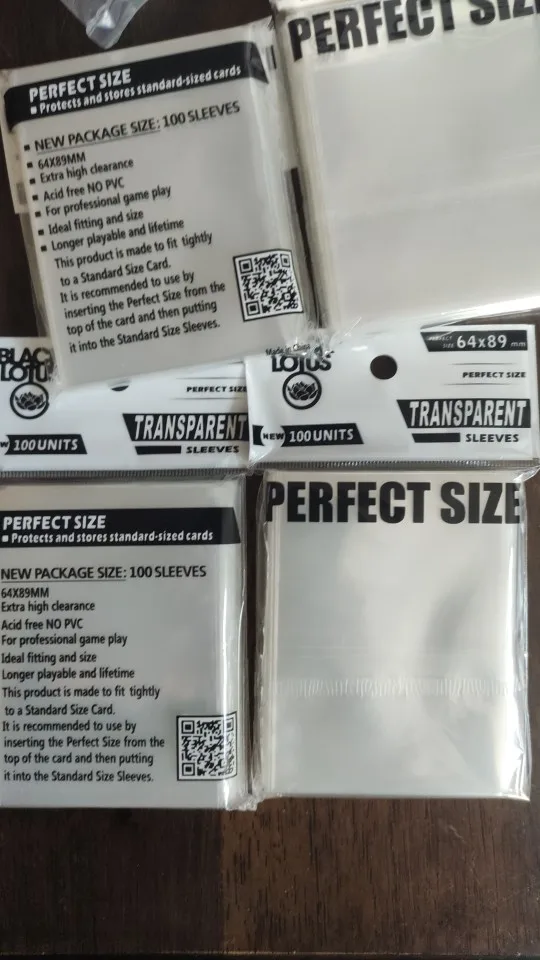 PERFECT SIZE
■ Protects and stores standard-sized cards
▪ NEW PACKAGE SIZE: 100 SLEEVES
▪ 64X89MM
▪ Extra high clearance
▪ Acid free NO PVC
▪ For professional game play
▪ Ideal fitting and size
▪ Longer playable and lifetime
This product is made to fit tightly
to a Standard Size Card.
It is recommended to use by
inserting the Perfect Size from the
top of the card and then putting
it into the Standard Size Sleeves.
PERFECT SIZE
BLACK
LOTUS
PERFECT SIZE
TRANSPARENT
SLEEVES
100 UNITS
Made in China
LOTUS
PERFECT SIZE 64x89 mm
PERFECT SIZE
TRANSPARENT
SLEEVES
NEW 100 UNITS
PERFECT SIZE
■ Protects and stores standard-sized cards
NEW PACKAGE SIZE: 100 SLEEVES
64X89MM
Extra high clearance
Acid free NO PVC
For professional game play
Ideal fitting and size
Longer playable and lifetime
This product is made to fit tightly
to a Standard Size Card.
It is recommended to use by
inserting the Perfect Size from the
top of the card and then putting
it into the Standard Size Sleeves.
PERFECT SIZE